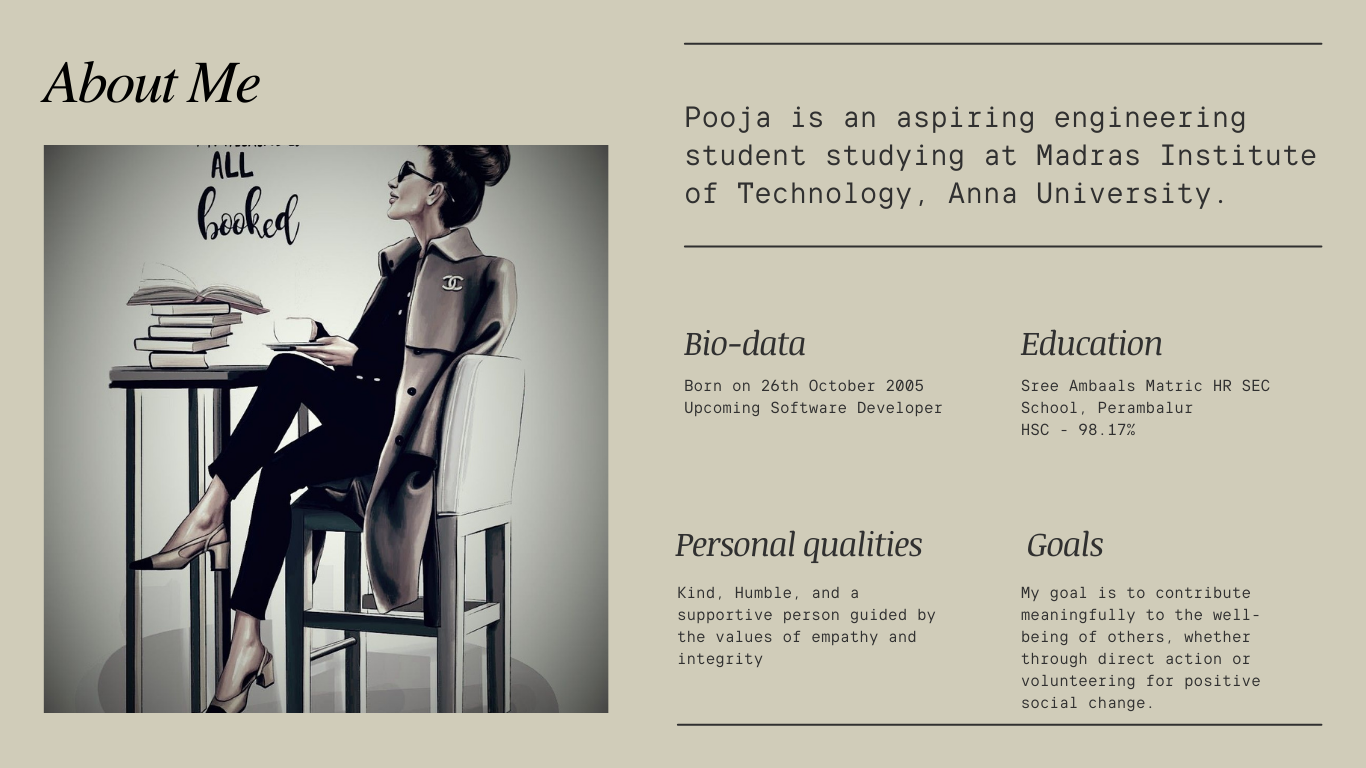 About Me
ALL
booked
Pooja is an aspiring engineering
student studying at Madras Institute
of Technology, Anna University.
Bio-data
Born on 26th October 2005
Upcoming Software Developer
Education
Sree Ambaals Matric HR SEC
School, Perambalur
HSC - 98.17%
Personal qualities
Kind, Humble, and a
supportive person guided by
the values of empathy and
integrity
Goals
My goal is to contribute
meaningfully to the well-
being of others, whether
through direct action or
volunteering for positive
social change.